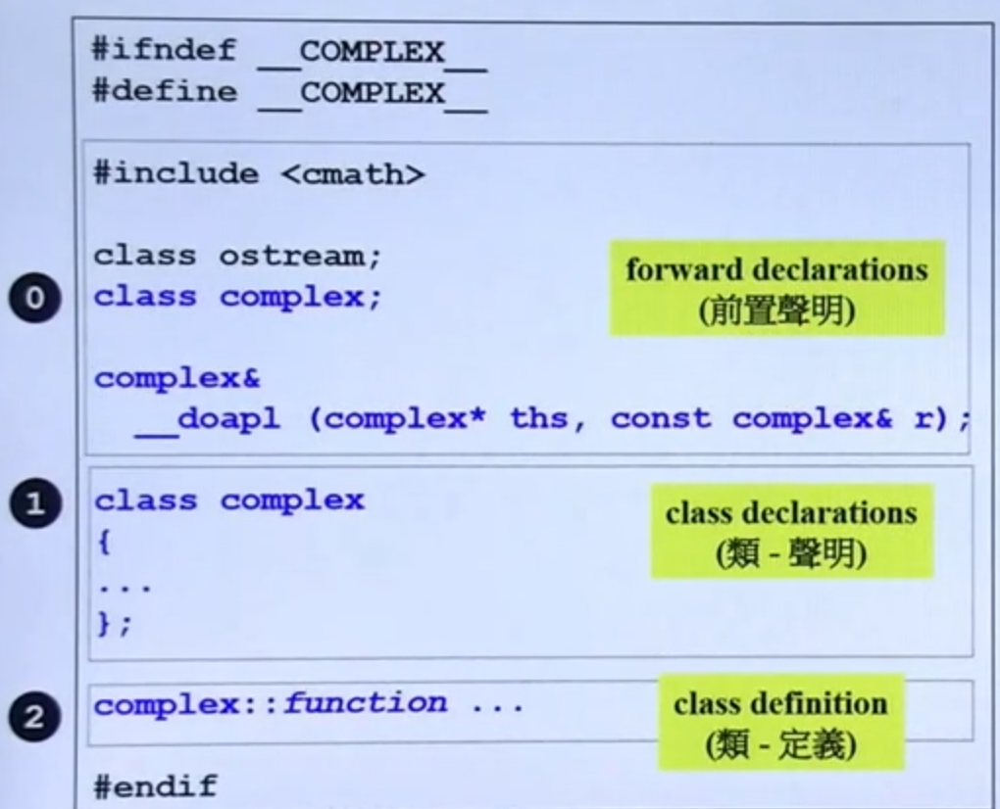 #ifndef __COMPLEX__
#define __COMPLEX__
#include <cmath>
class ostream;
0
class complex;
forward declarations
(前置聲明)
complex&
__doapl (complex* ths, const complex& r);
1
class complex
{
...
};
class declarations
(類 - 聲明)
2
complex::function ...
class definition
(類 - 定義)
#endif